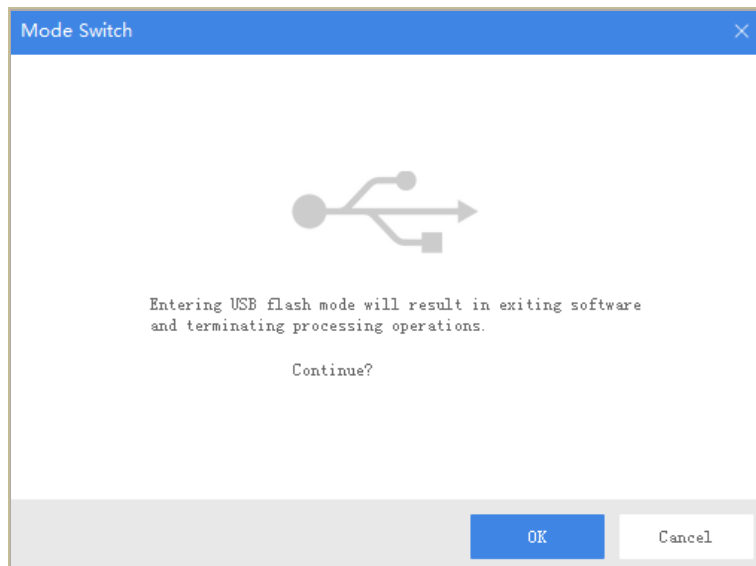 Mode Switch
Entering USB flash mode will result in exiting software
and terminating processing operations.
Continue?
OK
Cancel